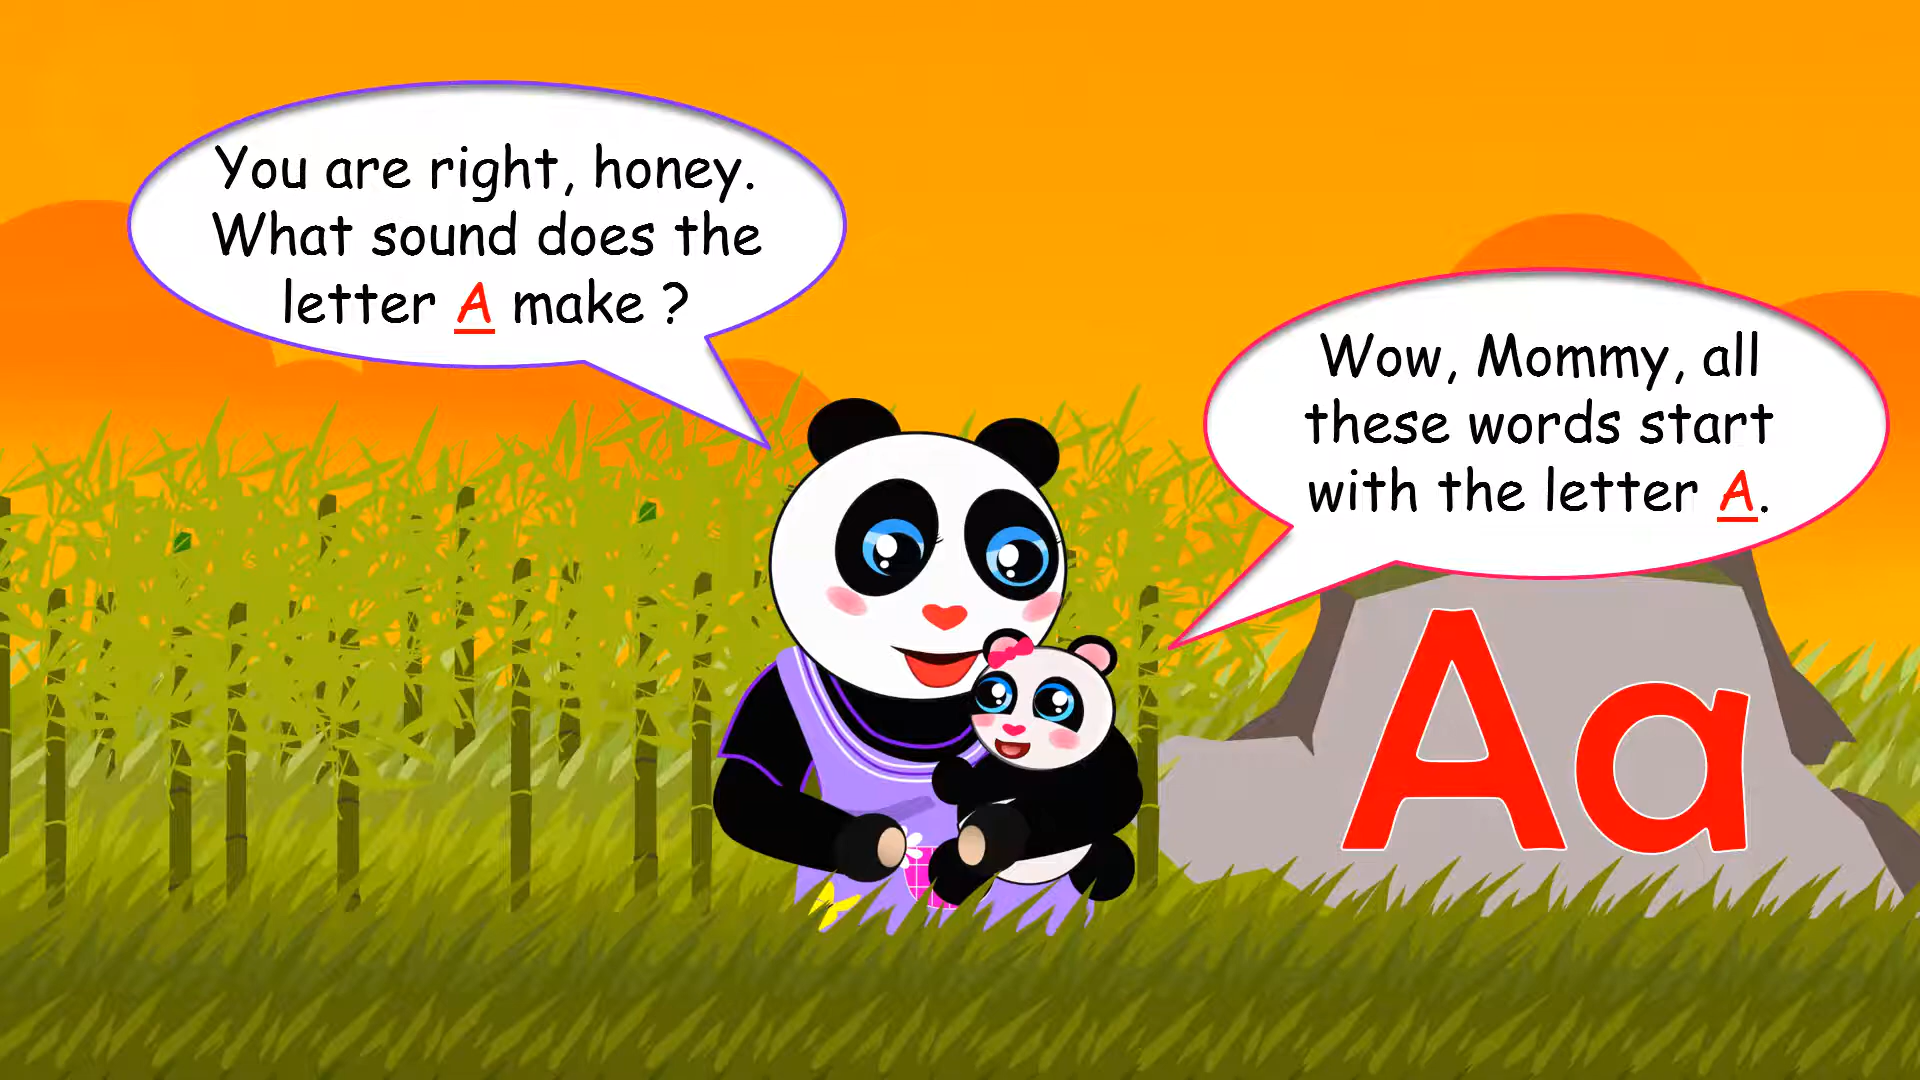 You are right, honey.
What sound does the
letter A make ?
Wow, Mommy, all
these words start
with the letter A.
Aa